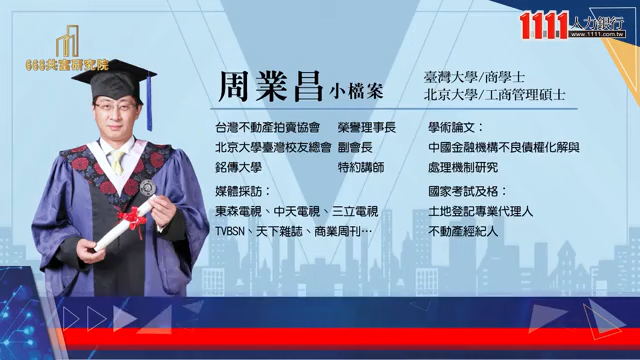 668共富研究院
1111人力銀行
www.1111.com.tw
周業昌小檔案
臺灣大學/商學士
北京大學/工商管理碩士
台灣不動產拍賣協會 榮譽理事長
北京大學臺灣校友總會 副會長
銘傳大學 特約講師
媒體採訪：
東森電視、中天電視、三立電視
TVBSN、天下雜誌、商業周刊…
學術論文：
中國金融機構不良債權化解與
處理機制研究
國家考試及格：
土地登記專業代理人
不動產經紀人